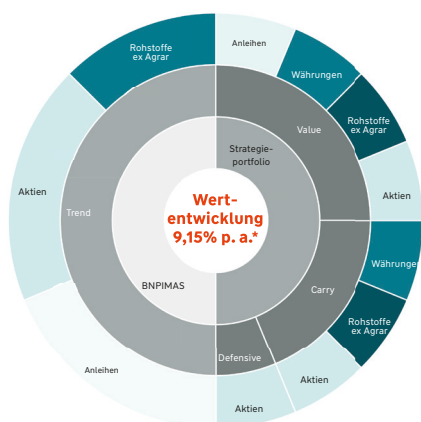 Rohstoffe
ex Agrar
Anleihen
Währungen
Rohstoffe
ex Agrar
Aktien
Value
Strategie-
portfolio
Wert-
entwicklung
9,15% p. a.*
Trend
Aktien
BNPIMAS
Carry
Währungen
Rohstoffe
ex Agrar
Defensive
Aktien
Aktien
Anleihen